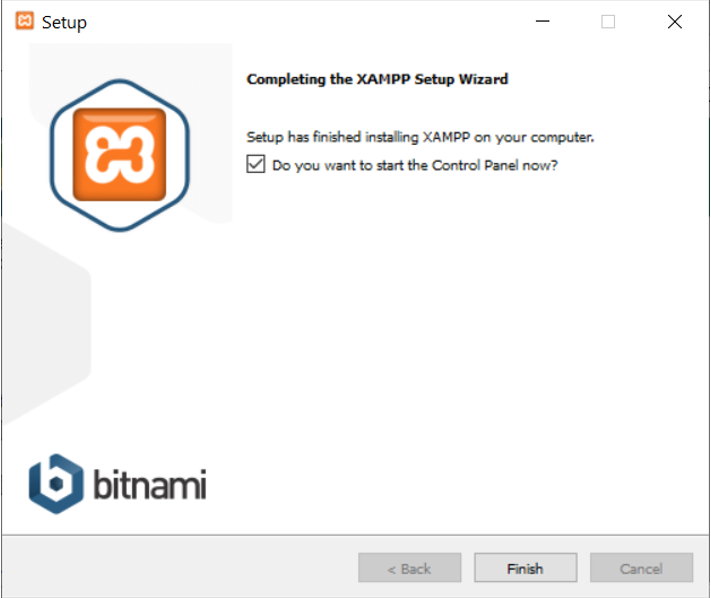 Setup
Completing the XAMPP Setup Wizard
Setup has finished installing XAMPP on your computer.
Do you want to start the Control Panel now?
bitnami
< Back
Finish
Cancel